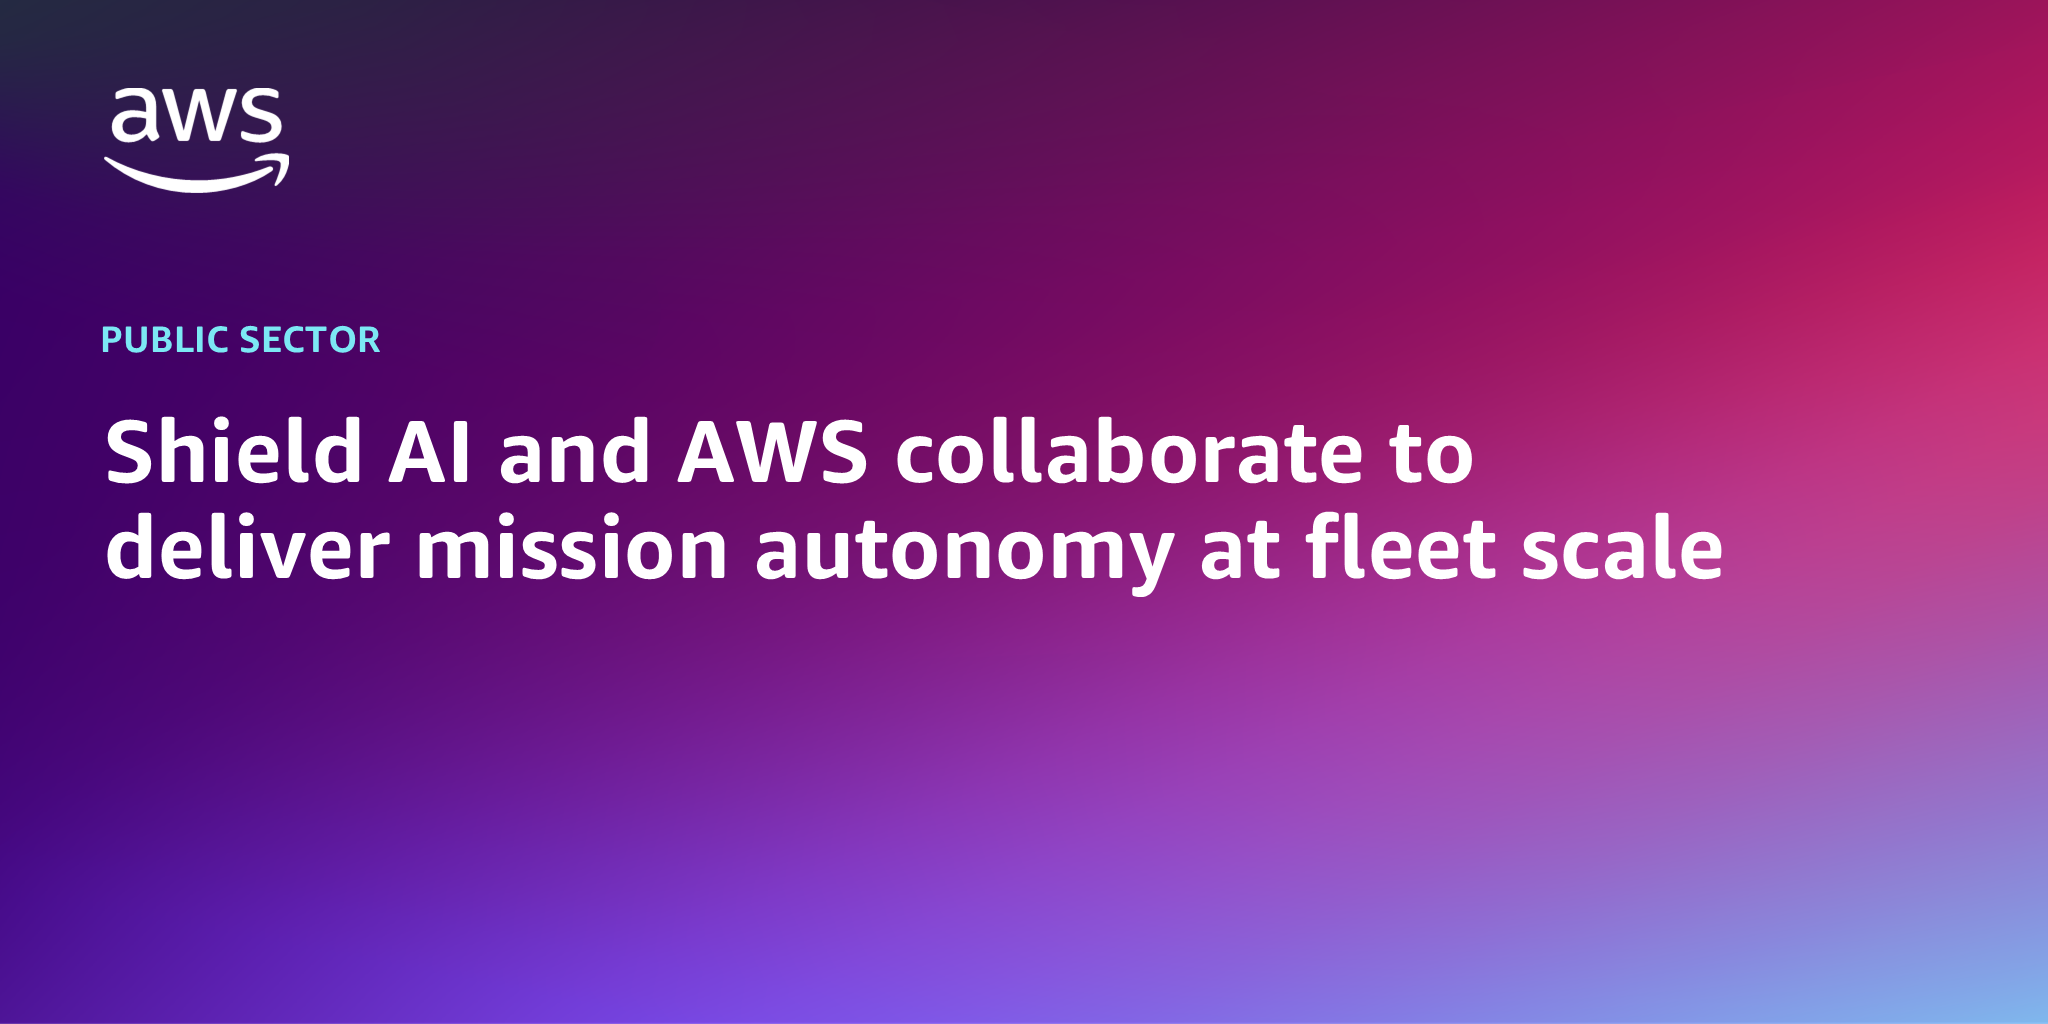 aws
PUBLIC SECTOR
Shield AI and AWS collaborate to
deliver mission autonomy at fleet scale